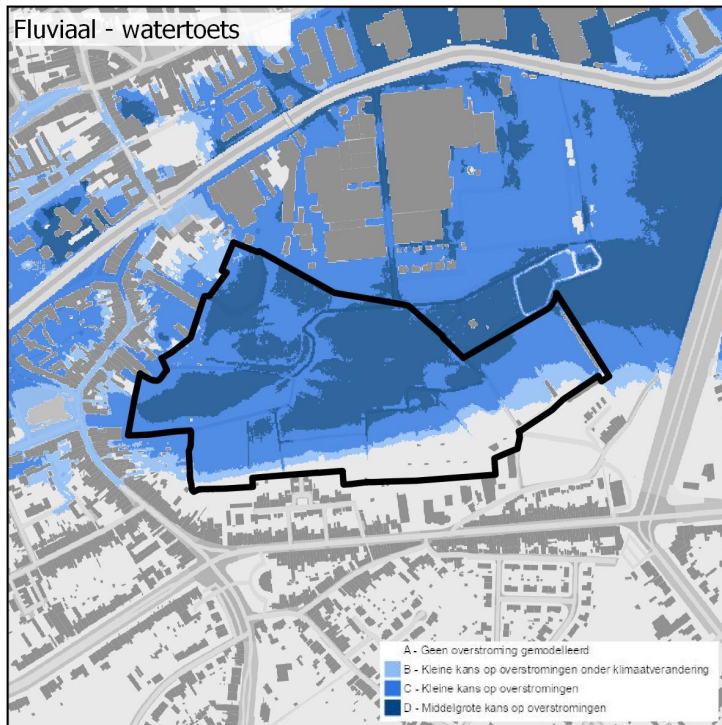 Fluviaal - watertoets
A - Geen overstroming gemodelleerd
B - Kleine kans op overstromingen onder klimaatverandering
C - Kleine kans op overstromingen
D - Middelgrote kans op overstromingen